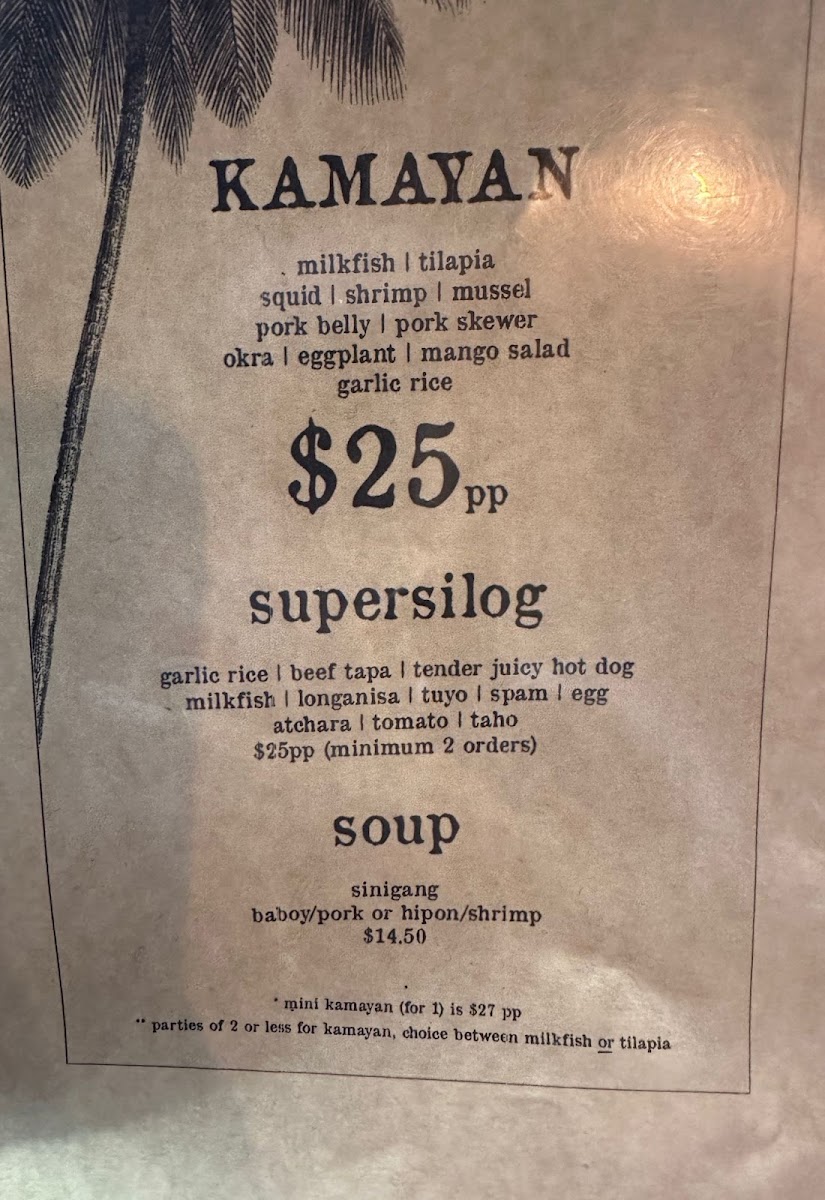 KAMAYAN
milkfish | tilapia
squid | shrimp | mussel
pork belly | pork skewer
okra | eggplant | mango salad
garlic rice
$25pp
supersilog
garlic rice | beef tapa | tender juicy hot dog
milkfish | longanisa | tuyo | spam | egg
atchara | tomato | taho
$25pp (minimum 2 orders)
soup
sinigang
baboy/pork or hipon/shrimp
$14.50
* mini kamayan (for 1) is $27 pp
** parties of 2 or less for kamayan, choice between milkfish or tilapia